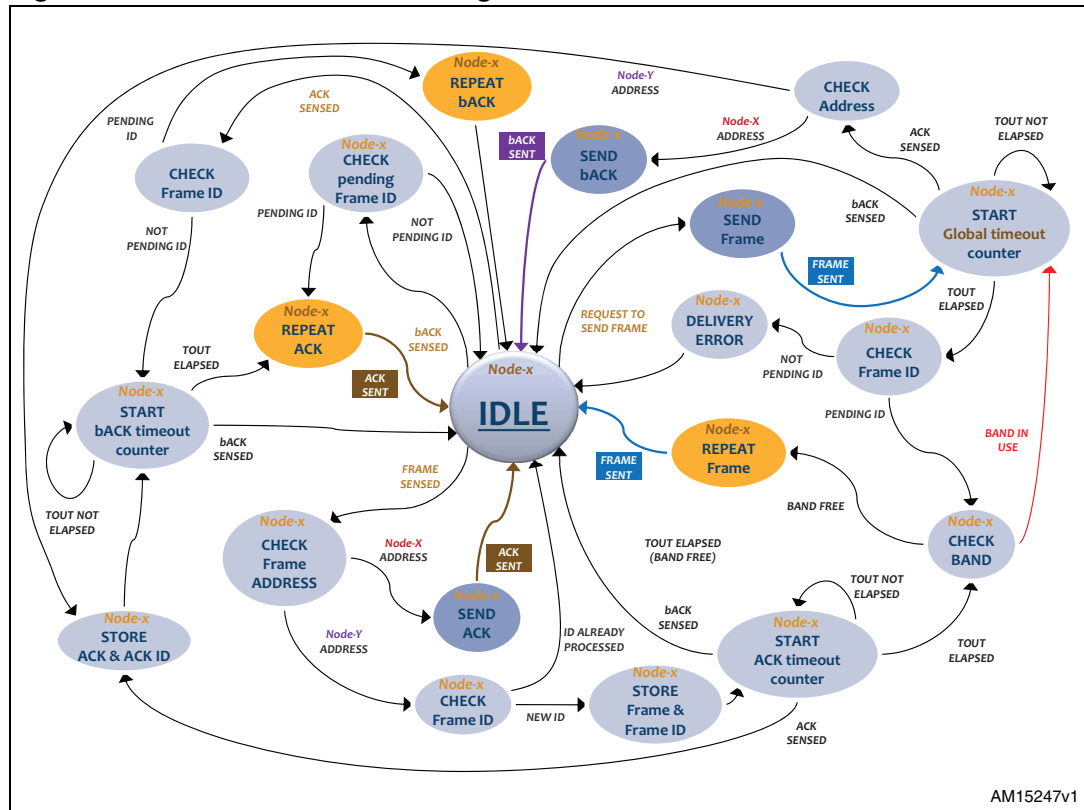 Node-x
REPEAT
bACK
Node-Y
ADDRESS
CHECK
Address
ACK
SENSED
PENDING
ID
Node-X
ADDRESS
TOUT NOT
ELAPSED
bACK
SENT
Node-x
SEND
bACK
ACK
SENSED
CHECK
Frame ID
Node-x
CHECK
pending
Frame ID
bACK
SENSED
Node-x
START
Global timeout
counter
Node-x
SEND
Frame
PENDING ID
NOT
PENDING ID
NOT
PENDING ID
FRAME
SENT
TOUT
ELAPSED
Node-x
REPEAT
ACK
bACK
SENSED
REQUEST TO
SEND FRAME
Node-x
DELIVERY
ERROR
Node-x
CHECK
Frame ID
TOUT
ELAPSED
NOT
PENDING ID
ACK
SENT
Node-x
IDLE
Node-x
START
bACK timeout
counter
PENDING ID
BAND IN
USE
bACK
SENSED
Node-x
REPEAT
Frame
FRAME
SENT
FRAME
SENSED
TOUT NOT
ELAPSED
BAND FREE
Node-x
CHECK
Frame
ADDRESS
Node-X
ADDRESS
ACK
SENT
TOUT ELAPSED
(BAND FREE)
Node-x
CHECK
BAND
TOUT NOT
ELAPSED
Node-x
SEND
ACK
bACK
SENSED
Node-x
STORE
ACK & ACK ID
Node-Y
ADDRESS
ID ALREADY
PROCESSED
Node-x
START
ACK timeout
counter
TOUT
ELAPSED
Node-x
CHECK
Frame ID
NEW ID
Node-x
STORE
Frame &
Frame ID
ACK
SENSED
AM15247v1